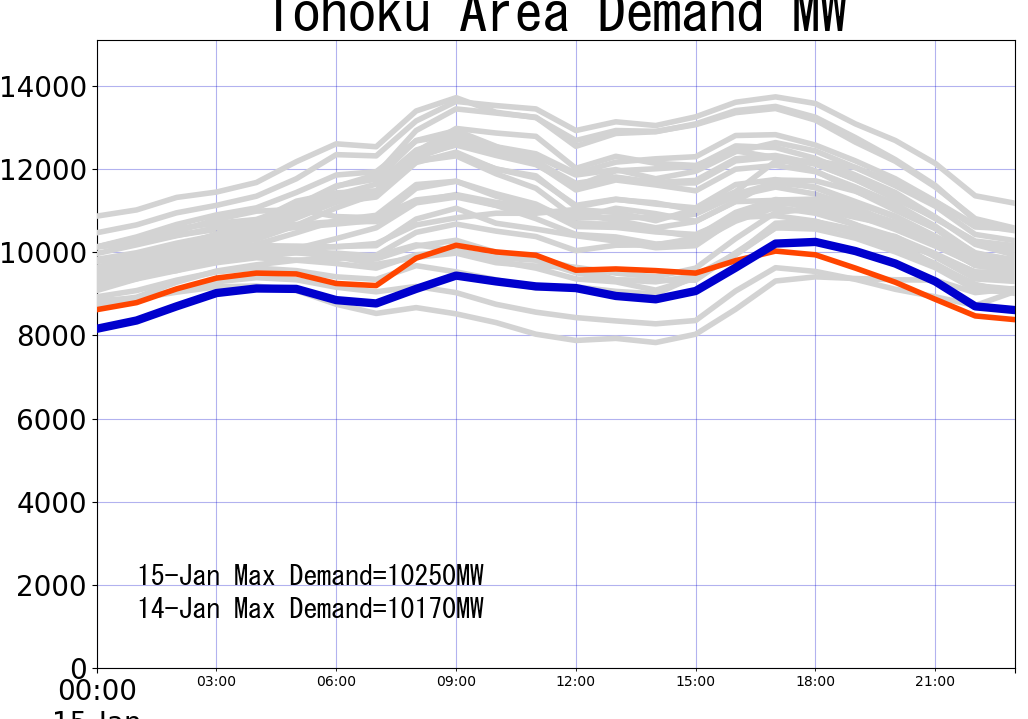 Tohoku Area Demand MW
14000
12000
10000
8000
6000
4000
2000
0
15-Jan Max Demand=10250MW
14-Jan Max Demand=10170MW
00:00 03:00 06:00 09:00 12:00 15:00 18:00 21:00
15-Jan